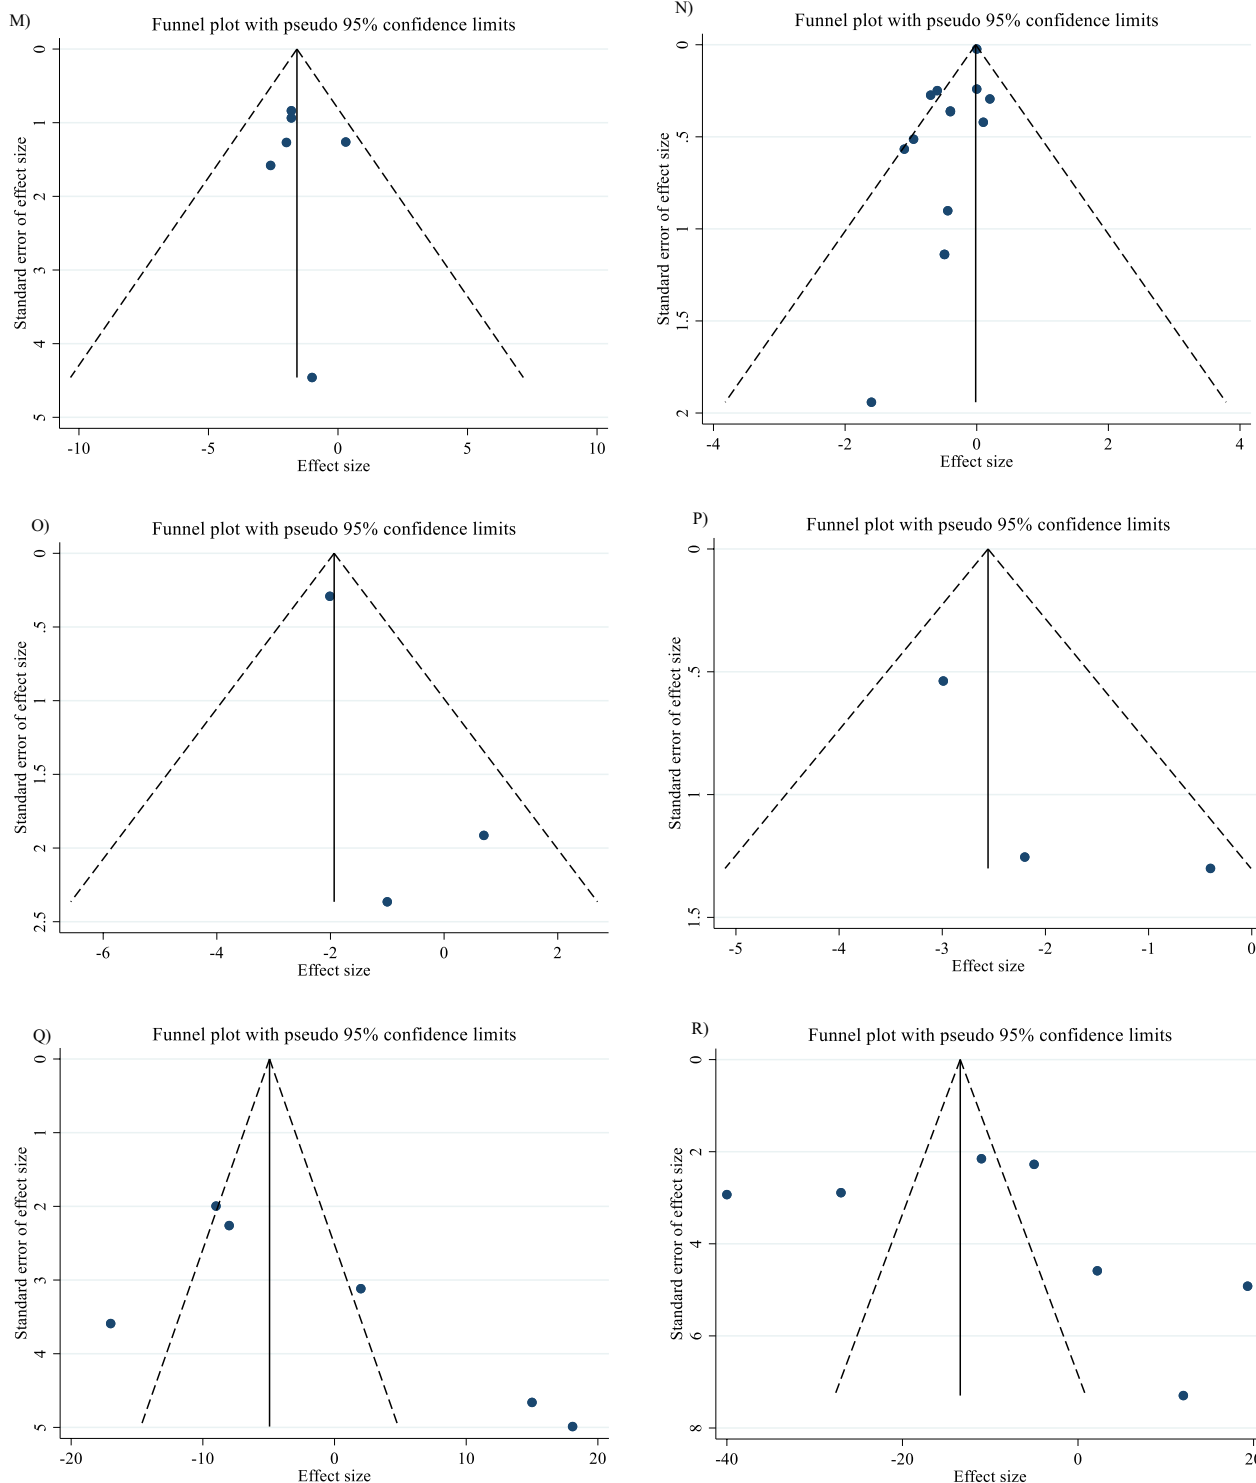 M)
Funnel plot with pseudo 95% confidence limits
Standard error of effect size
0
1
2
3
4
5
-10
-5
0
5
10
Effect size
N)
Funnel plot with pseudo 95% confidence limits
Standard error of effect size
0
.5
1
1.5
2
-4
-2
0
2
4
Effect size
O)
Funnel plot with pseudo 95% confidence limits
Standard error of effect size
0
.5
1
1.5
2
2.5
-6
-4
-2
0
2
Effect size
P)
Funnel plot with pseudo 95% confidence limits
Standard error of effect size
0
.5
1
1.5
-5
-4
-3
-2
-1
0
Effect size
Q)
Funnel plot with pseudo 95% confidence limits
Standard error of effect size
0
1
2
3
4
5
-20
-10
0
10
20
Effect size
R)
Funnel plot with pseudo 95% confidence limits
Standard error of effect size
0
2
4
6
8
-40
-20
0
20
Effect size